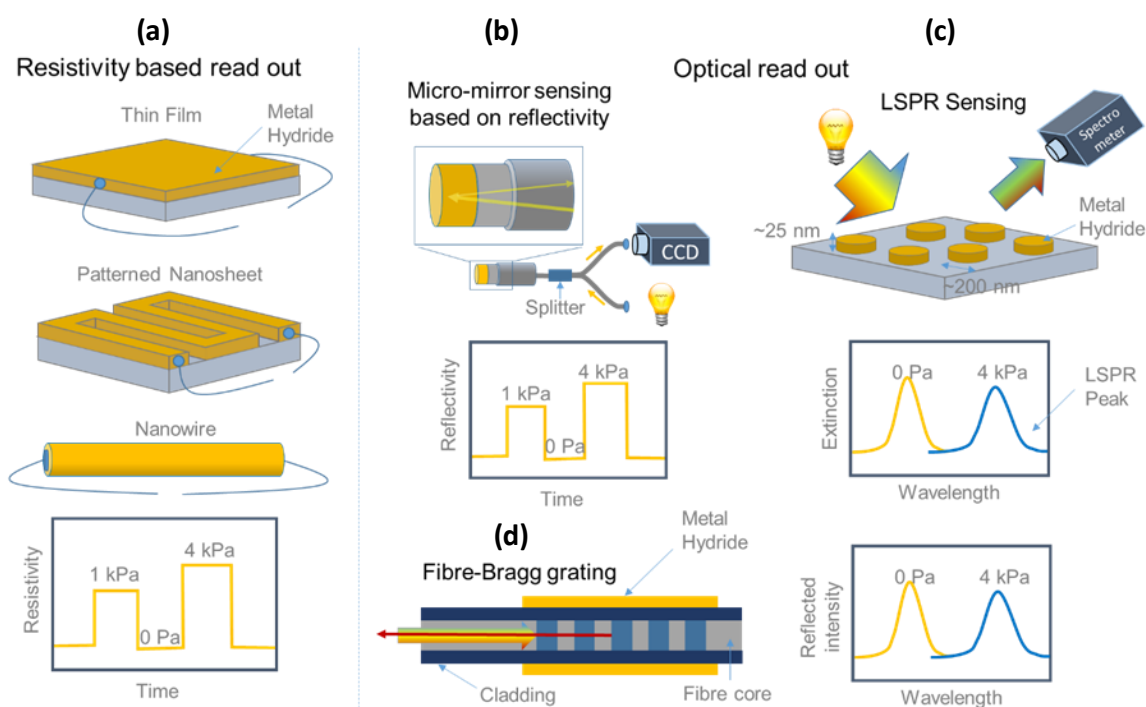 (a)
Resistivity based read out
Thin Film
Metal
Hydride
Patterned Nanosheet
Nanowire
Resistivity
1 kPa
0 Pa
4 kPa
Time
(b)
Optical read out
Micro-mirror sensing
based on reflectivity
CCD
Splitter
Reflectivity
1 kPa
0 Pa
4 kPa
Time
(c)
LSPR Sensing
Spectro
meter
Metal
Hydride
~25 nm
~200 nm
Extinction
0 Pa
4 kPa
LSPR
Peak
Wavelength
(d)
Fibre-Bragg grating
Metal
Hydride
Cladding
Fibre core
Reflected
intensity
0 Pa
4 kPa
Wavelength